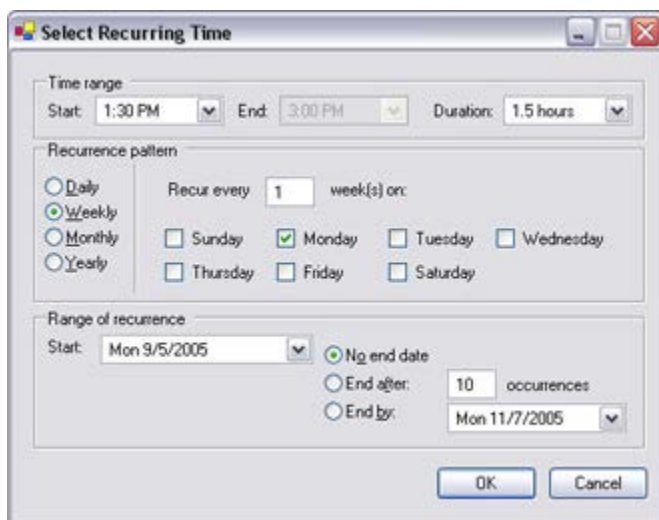 Select Recurring Time
Time range
Start: 1:30 PM End: 3:00 PM Duration: 1.5 hours
Recurrence pattern
Daily
Weekly
Monthly
Yearly
Recur every 1 week(s) on:
Sunday Monday Tuesday Wednesday
Thursday Friday Saturday
Range of recurrence
Start: Mon 9/5/2005
No end date
End after: 10 occurrences
End by: Mon 11/7/2005
OK Cancel